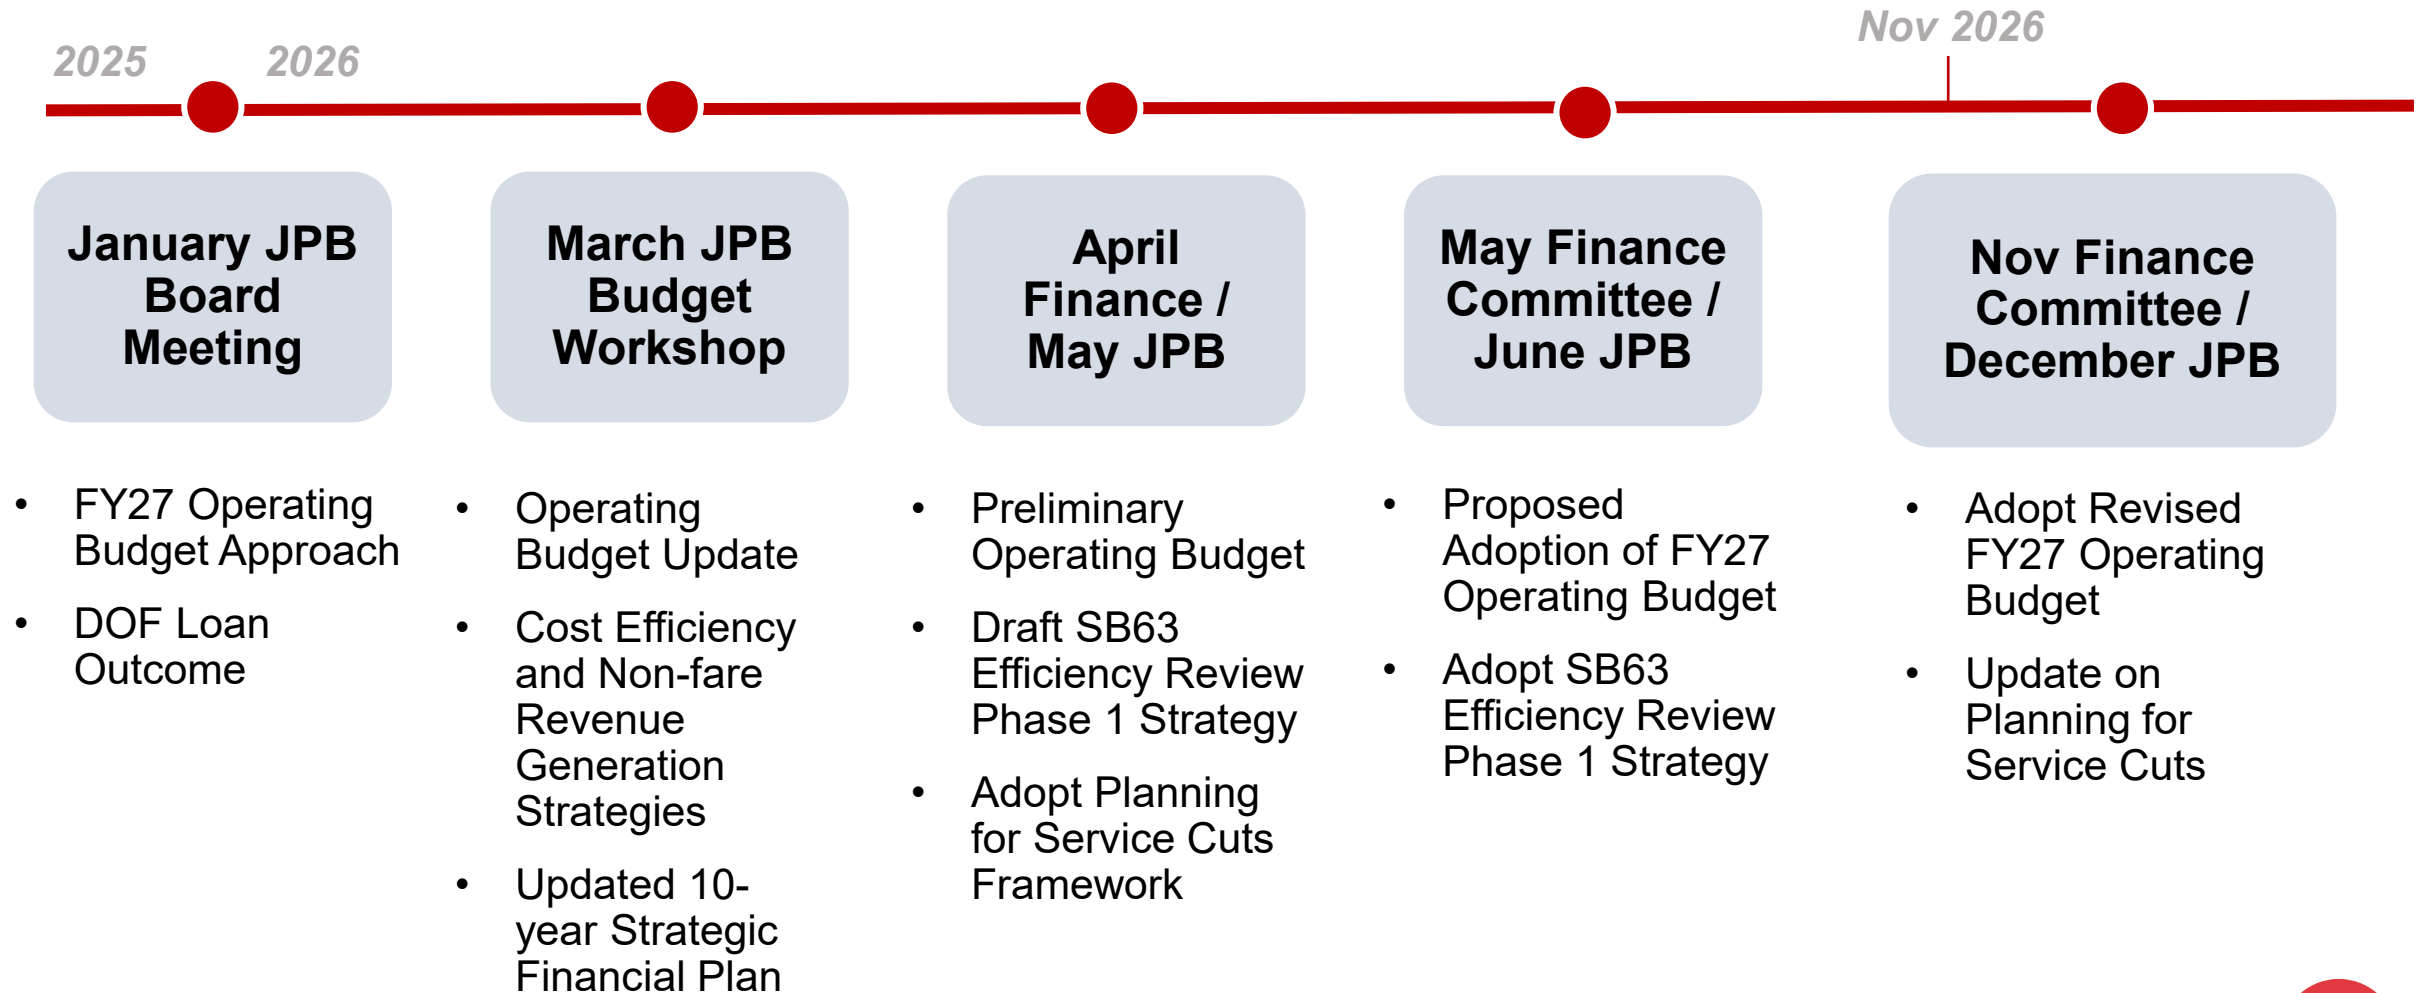 2025
2026
Nov 2026
January JPB
Board
Meeting
March JPB
Budget
Workshop
April
Finance /
May JPB
May Finance
Committee /
June JPB
Nov Finance
Committee /
December JPB
• FY27 Operating
Budget Approach
• DOF Loan
Outcome
• Operating
Budget Update
• Cost Efficiency
and Non-fare
Revenue
Generation
Strategies
• Updated 10-
year Strategic
Financial Plan
• Preliminary
Operating Budget
• Draft SB63
Efficiency Review
Phase 1 Strategy
• Adopt Planning
for Service Cuts
Framework
• Proposed
Adoption of FY27
Operating Budget
• Adopt SB63
Efficiency Review
Phase 1 Strategy
• Adopt Revised
FY27 Operating
Budget
• Update on
Planning for
Service Cuts